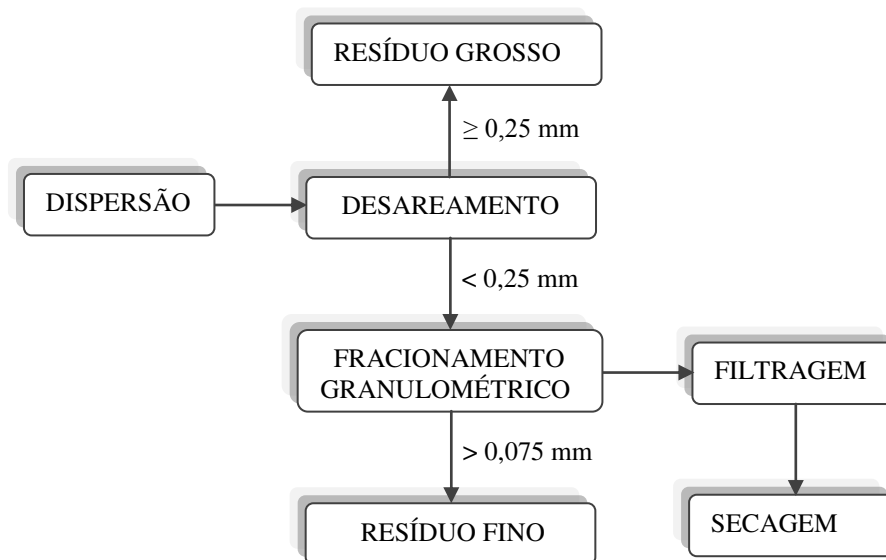 RESÍDUO GROSSO
≥ 0,25 mm
DISPERSÃO
DESAREAMENTO
< 0,25 mm
FRACIONAMENTO
GRANULOMÉTRICO
FILTRAGEM
> 0,075 mm
RESÍDUO FINO
SECAGEM